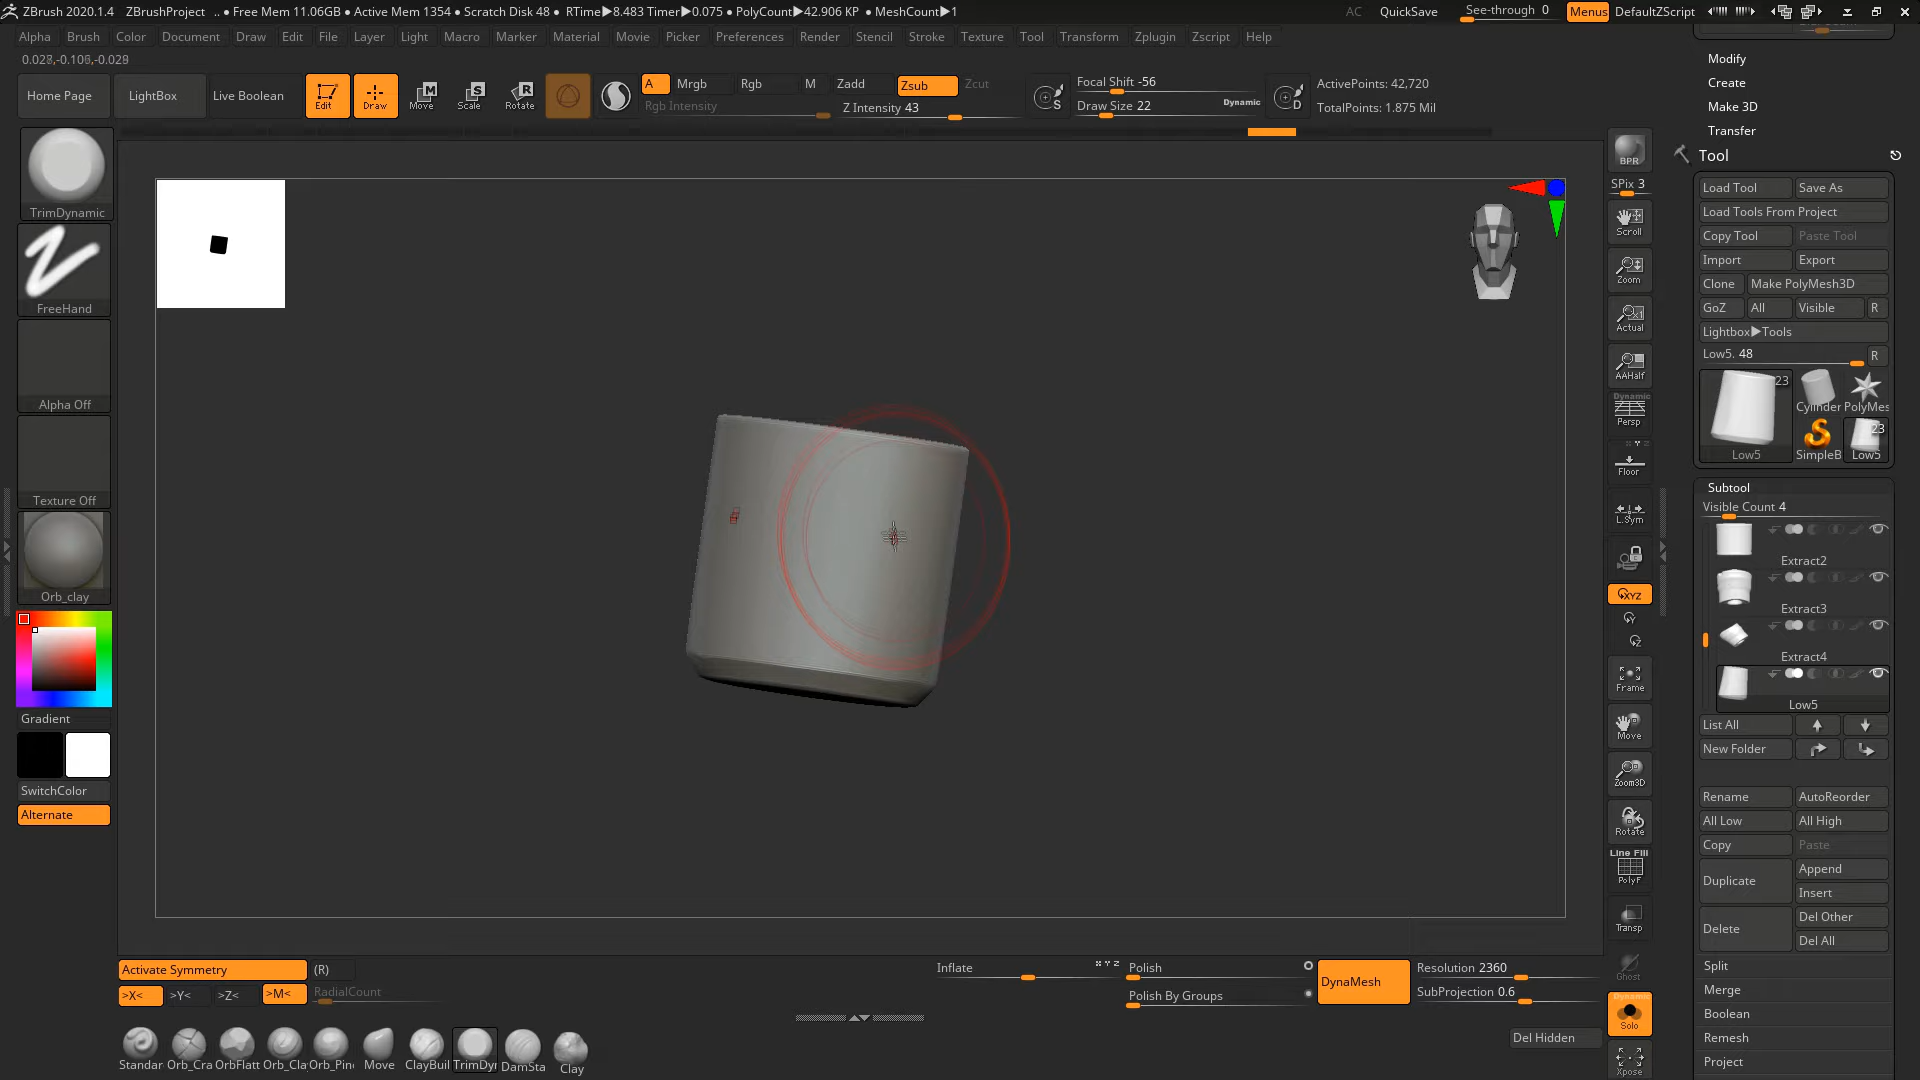 ZBrush 2020.1.4 ZBrushProject .. ● Free Mem 11.06GB ● Active Mem 1354 ● Scratch Disk 48 ● RTime▶8.483 Timer▶0.075 ● PolyCount▶42.906 KP ● MeshCount▶1 AC QuickSave See-through 0 Menus DefaultZScript
Alpha Brush Color Document Draw Edit File Layer Light Macro Marker Material Movie Picker Preferences Render Stencil Stroke Texture Tool Transform Zplugin Zscript Help
Home Page LightBox Live Boolean Edit Draw Move Scale Rotate
A Mrgb Rgb M Zadd Zsub Zcut
Rgb Intensity Z Intensity 43
Focal Shift -56
Draw Size 22 Dynamic
ActivePoints: 42,720
TotalPoints: 1.875 Mil
TrimDynamic
FreeHand
Alpha Off
Texture Off
Orb_clay
Gradient
SwitchColor
Alternate
BPR
SPix 3
Scroll
Zoom
Actual
AAHalf
Dynamic
Persp
Floor
L.Sym
XYZ
Frame
Move
Zoom3D
Rotate
Line Fill
PolyF
Transp
Ghost
Dynamic
Solo
Xpose
Modify
Create
Make 3D
Transfer
Tool
Load Tool Save As
Load Tools From Project
Copy Tool Paste Tool
Import Export
Clone Make PolyMesh3D
GoZ All Visible R
Lightbox▶Tools
Low5. 48 R
23
Cylinder PolyMes
23
Low5 SimpleB Low5
Subtool
Visible Count 4
Extract2
Extract3
Extract4
Low5
List All
New Folder
Rename AutoReorder
All Low All High
Copy Paste
Duplicate Append
Insert
Delete Del Other
Del All
Split
Merge
Boolean
Remesh
Project
Activate Symmetry (R)
>X< >Y< >Z< >M< RadialCount
Inflate X Y Z Polish
Polish By Groups
DynaMesh
Resolution 2360
SubProjection 0.6
Del Hidden
Standar Orb_Cra OrbFlatt Orb_Cla Orb_Pin Move ClayBuil TrimDy DamSta Clay